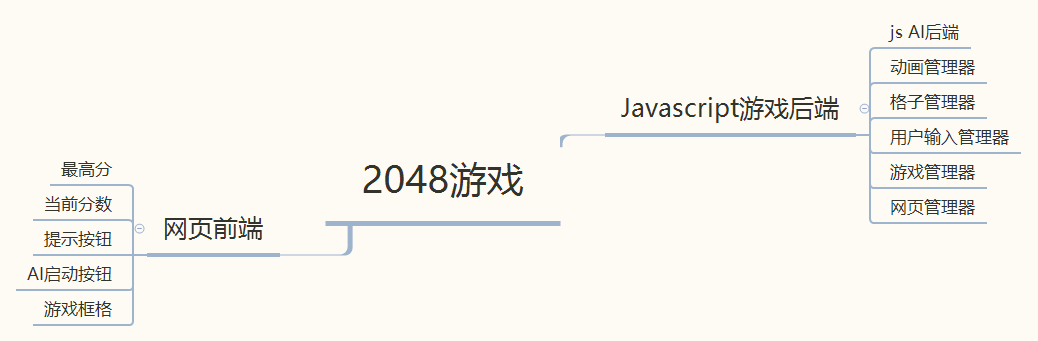 2048游戏
Javascript游戏后端
js AI后端
动画管理器
格子管理器
用户输入管理器
游戏管理器
网页管理器
网页前端
最高分
当前分数
提示按钮
AI启动按钮
游戏框格